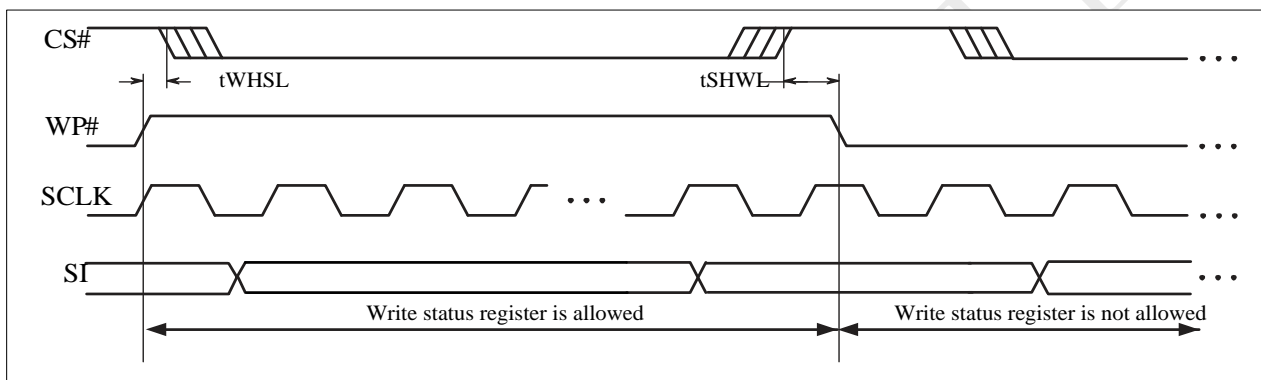 CS#
tWHSL
tSHWL
WP#
SCLK
SI
Write status register is allowed
Write status register is not allowed